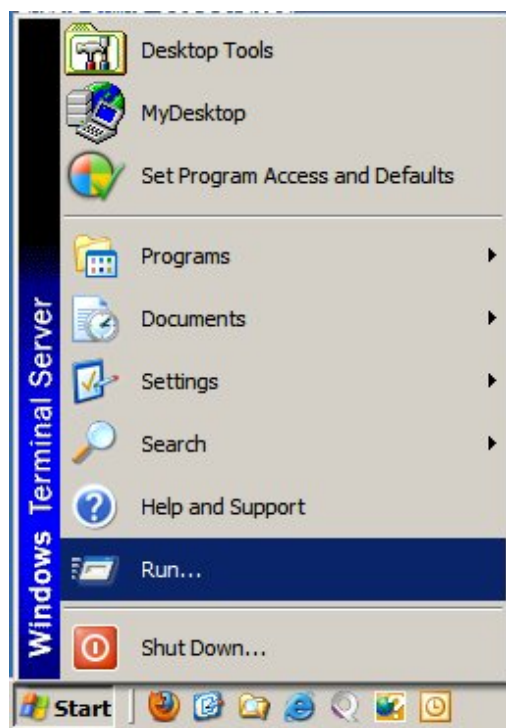 Desktop Tools
MyDesktop
Set Program Access and Defaults
Programs
Documents
Settings
Search
Help and Support
Run...
Shut Down...
Windows Terminal Server
Start